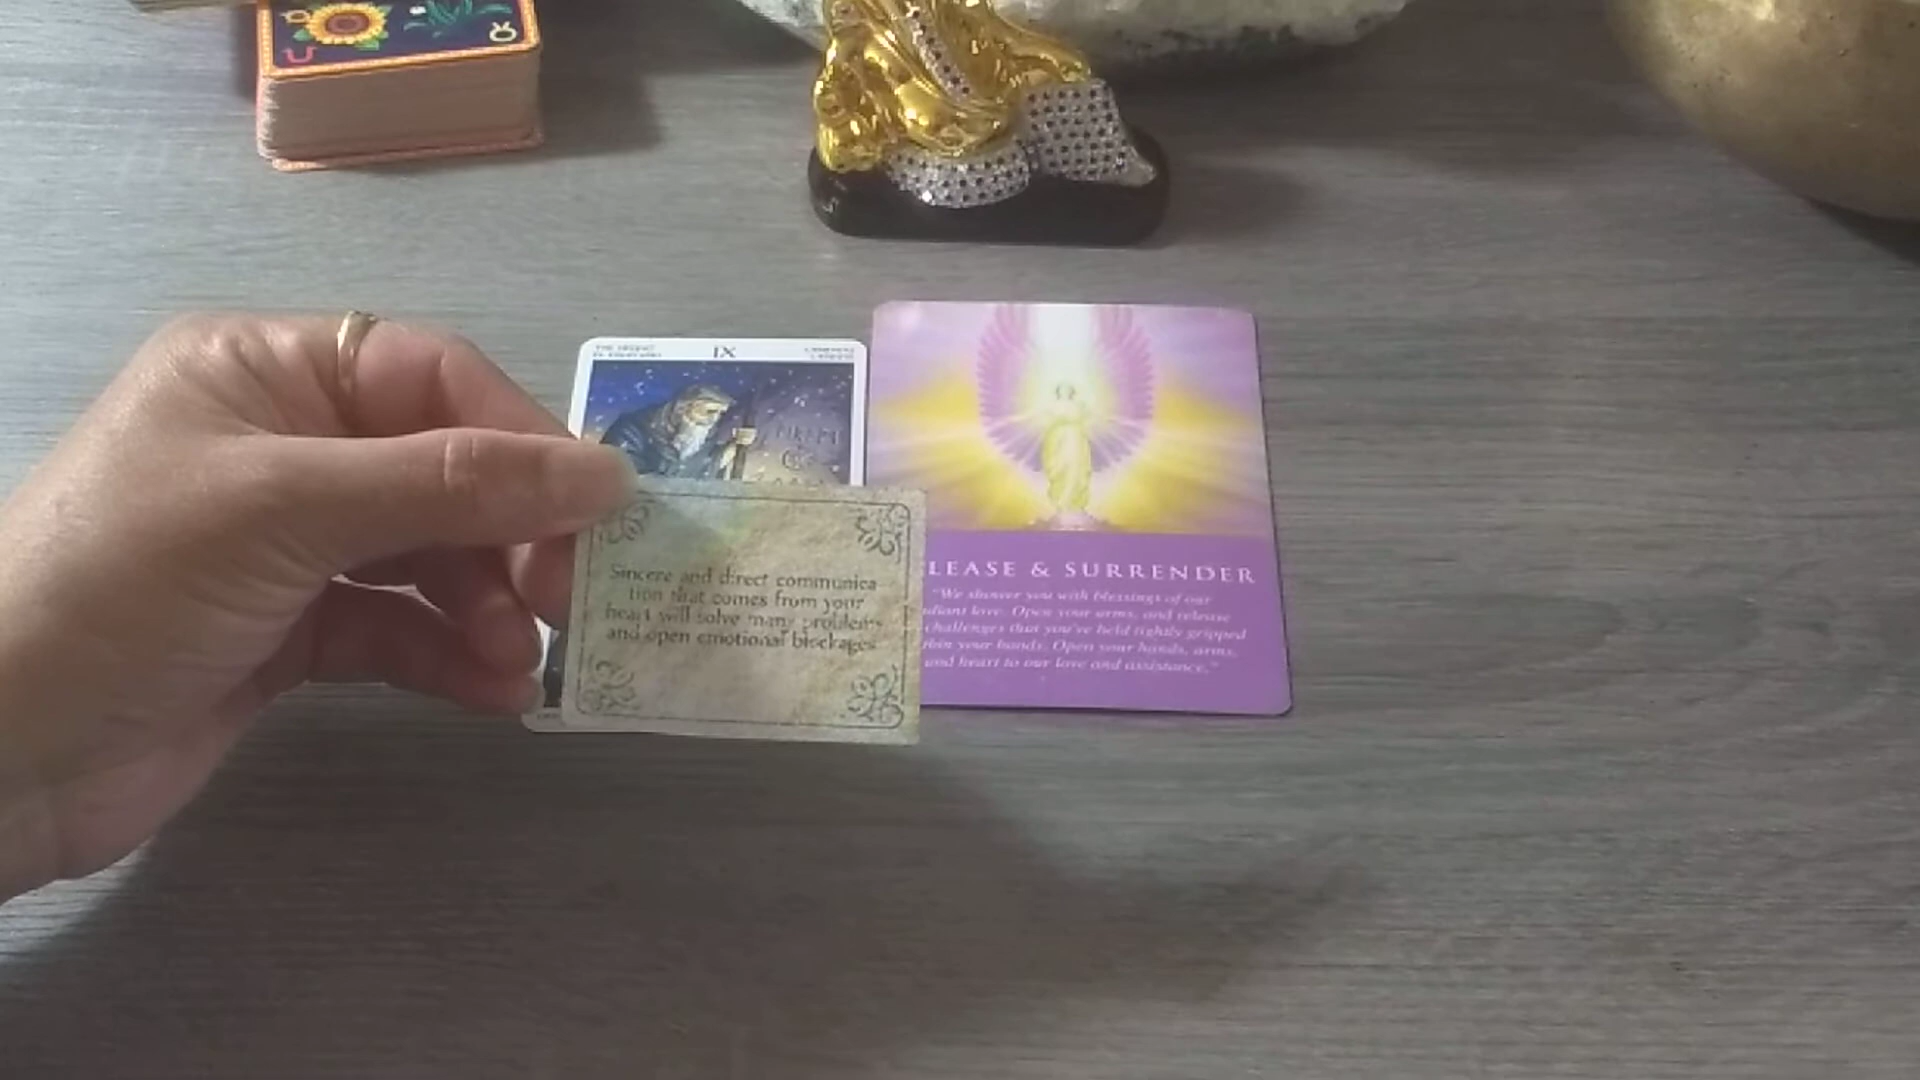 IX
Sincere and direct communica
tion that comes from your
heart will solve many problems
and open emotional blockages
LEASE & SURRENDER
"We shower you with blessings of our
love. Open your arms, and release
challenges that you've held tightly gripped
your hands. Open your hands, arms,
and heart to our love and assistance."